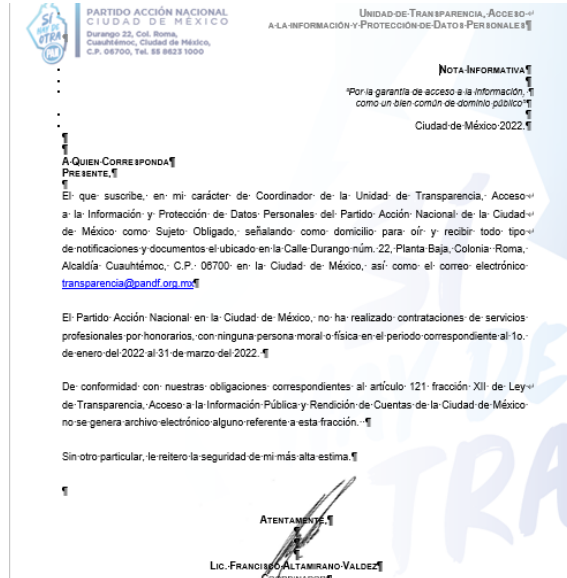 SÍ
HAY DE
OTRA
PAN
PARTIDO ACCIÓN NACIONAL
CIUDAD DE MÉXICO
Durango 22, Col. Roma,
Cuauhtémoc, Ciudad de México,
C.P. 06700, Tel. 55 8623 1000
UNIDAD DE TRANSPARENCIA, ACCESO
A LA INFORMACIÓN Y PROTECCIÓN DE DATOS PERSONALES
NOTA INFORMATIVA
"Por la garantía de acceso a la información,
como un bien común de dominio público"
Ciudad de México 2022.
A QUIEN CORRESPONDA
PRESENTE,
El que suscribe, en mi carácter de Coordinador de la Unidad de Transparencia, Acceso
a la Información y Protección de Datos Personales del Partido Acción Nacional de la Ciudad
de México como Sujeto Obligado, señalando como domicilio para oír y recibir todo tipo
de notificaciones y documentos el ubicado en la Calle Durango núm. 22, Planta Baja, Colonia Roma,
Alcaldía Cuauhtémoc, C.P. 06700 en la Ciudad de México, así como el correo electrónico
transparencia@pandf.org.mx
El Partido Acción Nacional en la Ciudad de México, no ha realizado contrataciones de servicios
profesionales por honorarios, con ninguna persona moral o física en el periodo correspondiente al 1o.
de enero del 2022 al 31 de marzo del 2022.
De conformidad con nuestras obligaciones correspondientes al artículo 121 fracción XII de Ley
de Transparencia, Acceso a la Información Pública y Rendición de Cuentas de la Ciudad de México
no se genera archivo electrónico alguno referente a esta fracción.
Sin otro particular, le reitero la seguridad de mi más alta estima.
ATENTAMENTE,
LIC. FRANCISCO ALTAMIRANO VALDEZ
COORDINADOR
SÍ
HAY DE
OTRA